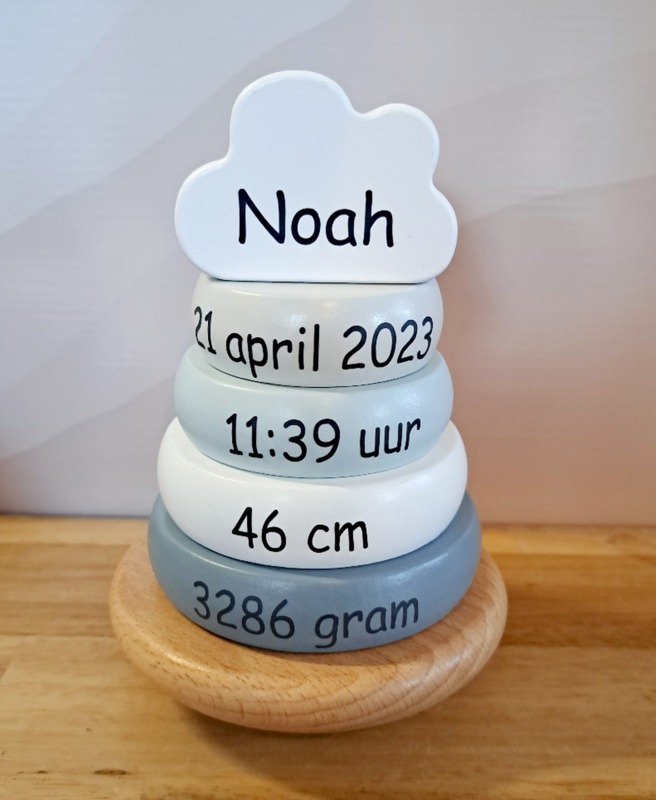 Noah
21 april 2023
11:39 uur
46 cm
3286 gram